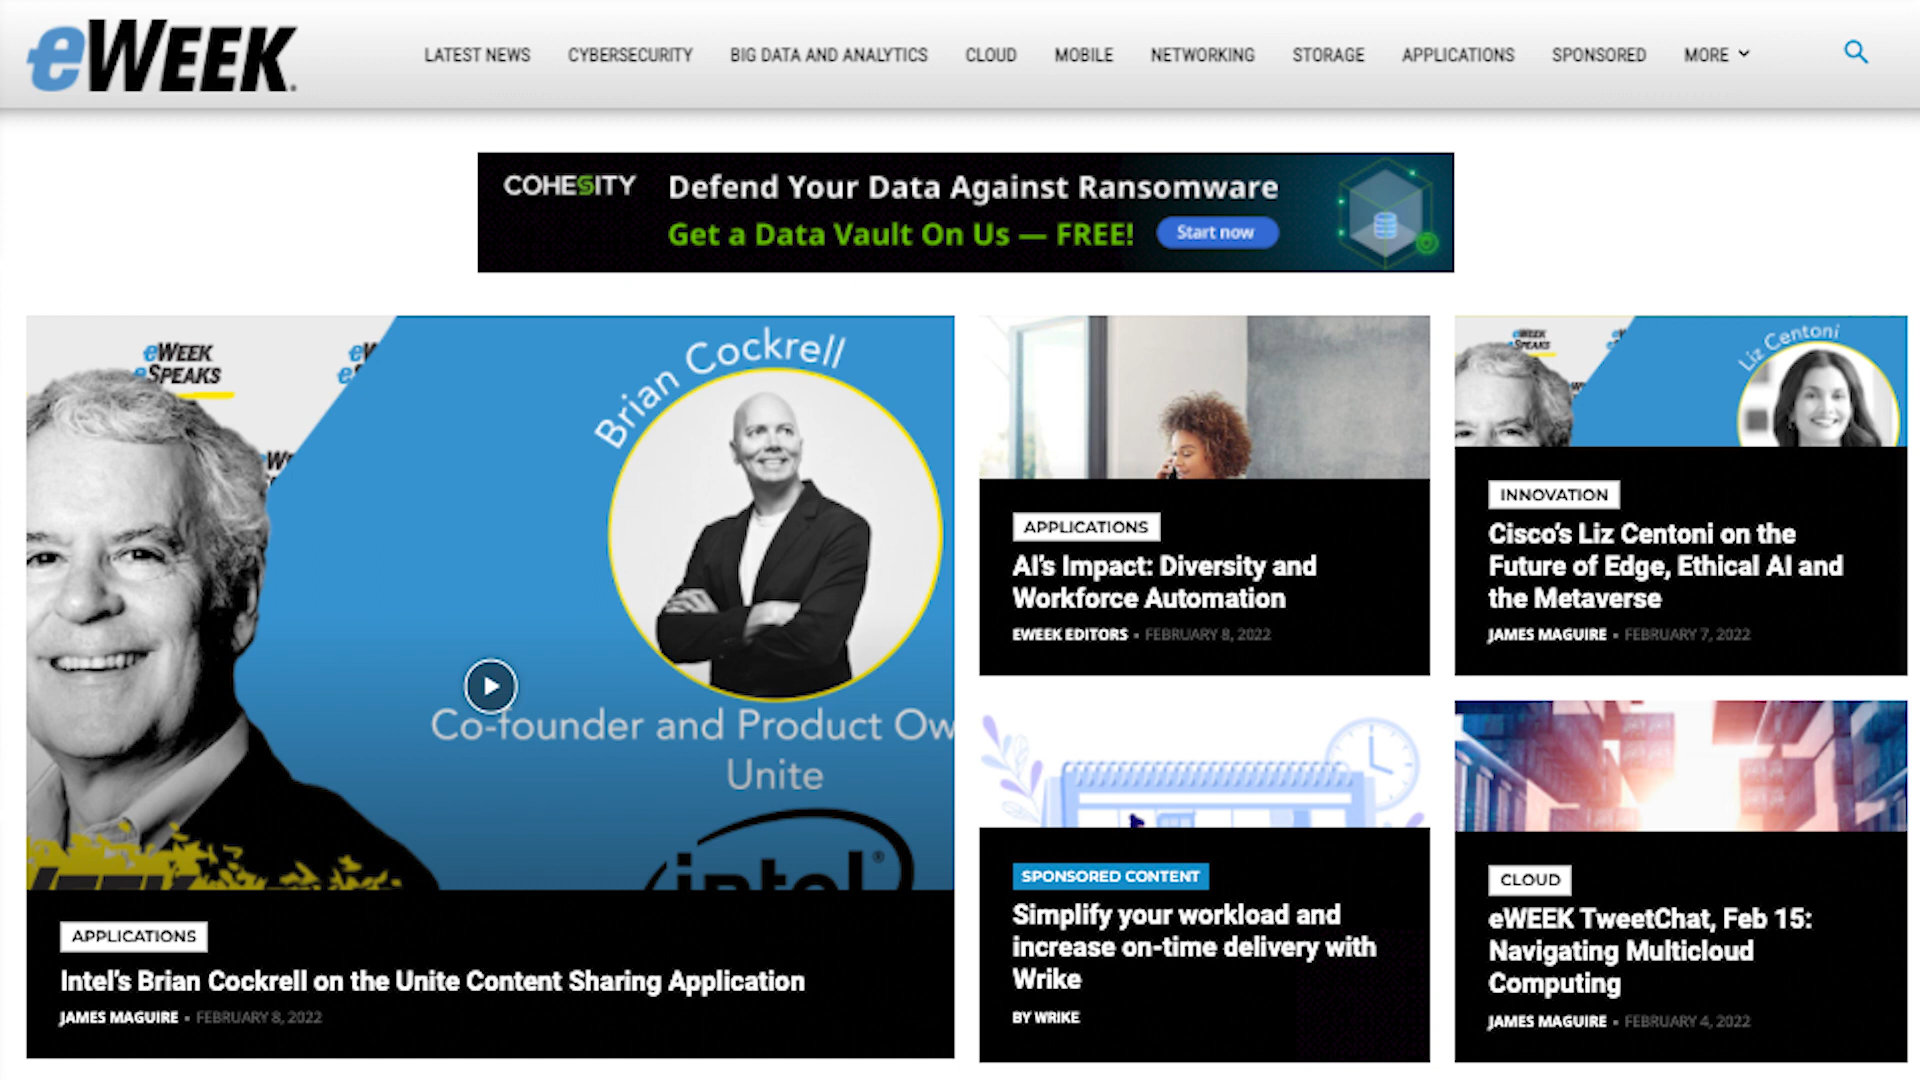 eWEEK.
LATEST NEWS CYBERSECURITY BIG DATA AND ANALYTICS CLOUD MOBILE NETWORKING STORAGE APPLICATIONS SPONSORED MORE
COHESITY
Defend Your Data Against Ransomware
Get a Data Vault On Us — FREE!
Start now
eWEEK
eSPEAKS
Brian Cockrell
Co-founder and Product Ow
Unite
intel
®
APPLICATIONS
Intel's Brian Cockrell on the Unite Content Sharing Application
JAMES MAGUIRE - FEBRUARY 8, 2022
APPLICATIONS
AI's Impact: Diversity and
Workforce Automation
EWEEK EDITORS - FEBRUARY 8, 2022
eWEEK
eSPEAKS
Liz Centoni
INNOVATION
Cisco's Liz Centoni on the
Future of Edge, Ethical AI and
the Metaverse
JAMES MAGUIRE - FEBRUARY 7, 2022
SPONSORED CONTENT
Simplify your workload and
increase on-time delivery with
Wrike
BY WRIKE
CLOUD
eWEEK TweetChat, Feb 15:
Navigating Multicloud
Computing
JAMES MAGUIRE - FEBRUARY 4, 2022